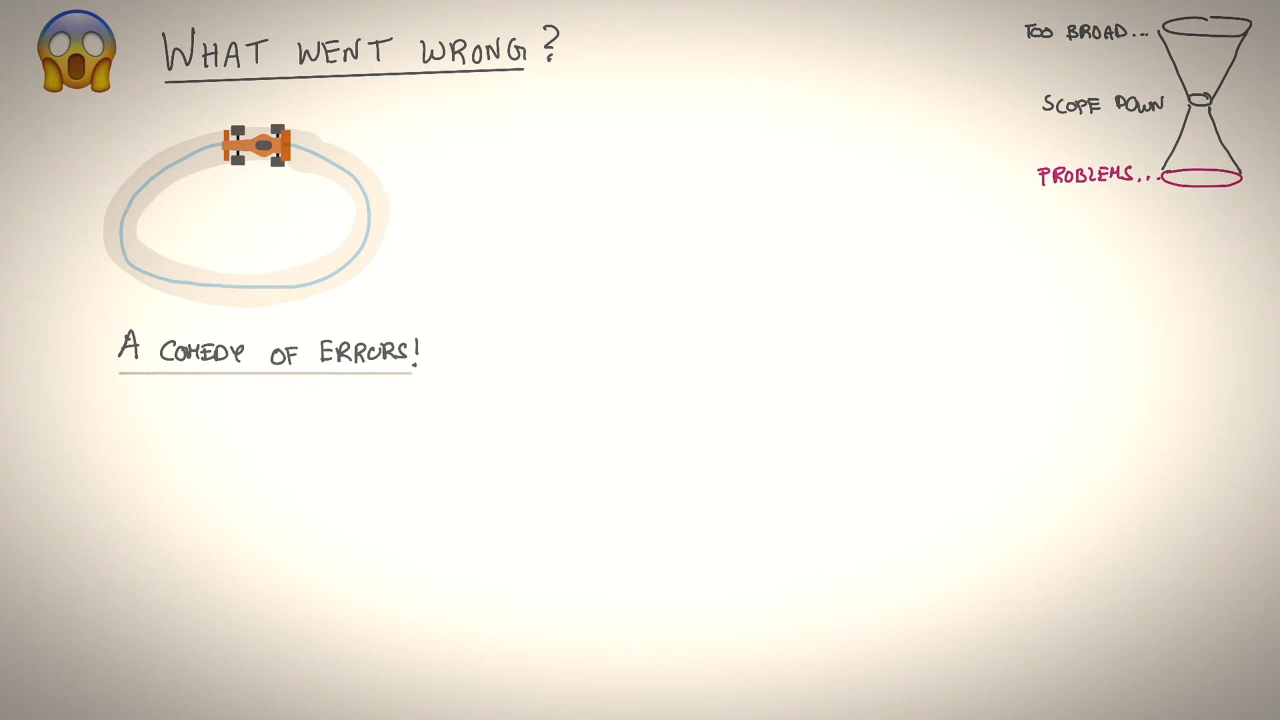 WHAT WENT WRONG?
TOO BROAD...
SCOPE DOWN
PROBLEMS...
A COMEDY OF ERRORS!